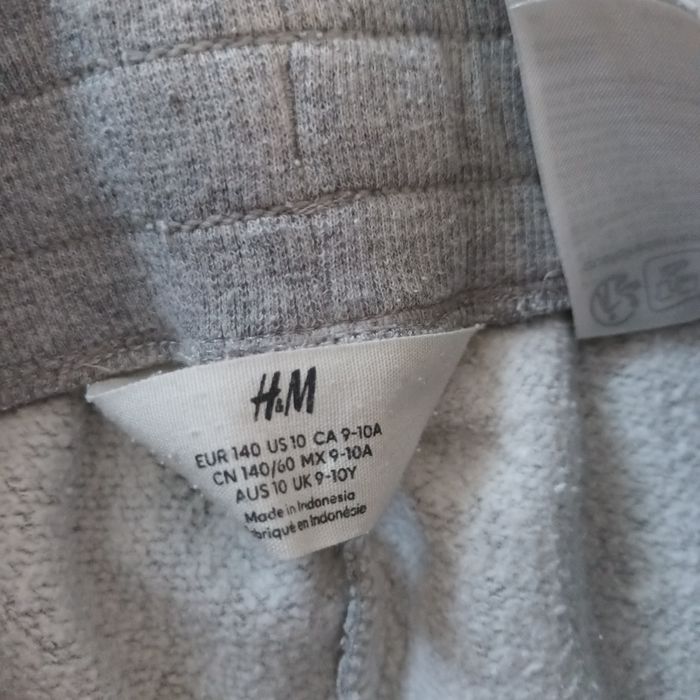 H&M
EUR 140 US 10 CA 9-10A
CN 140/60 MX 9-10A
AUS 10 UK 9-10Y
Made in Indonesia
en Indonésie